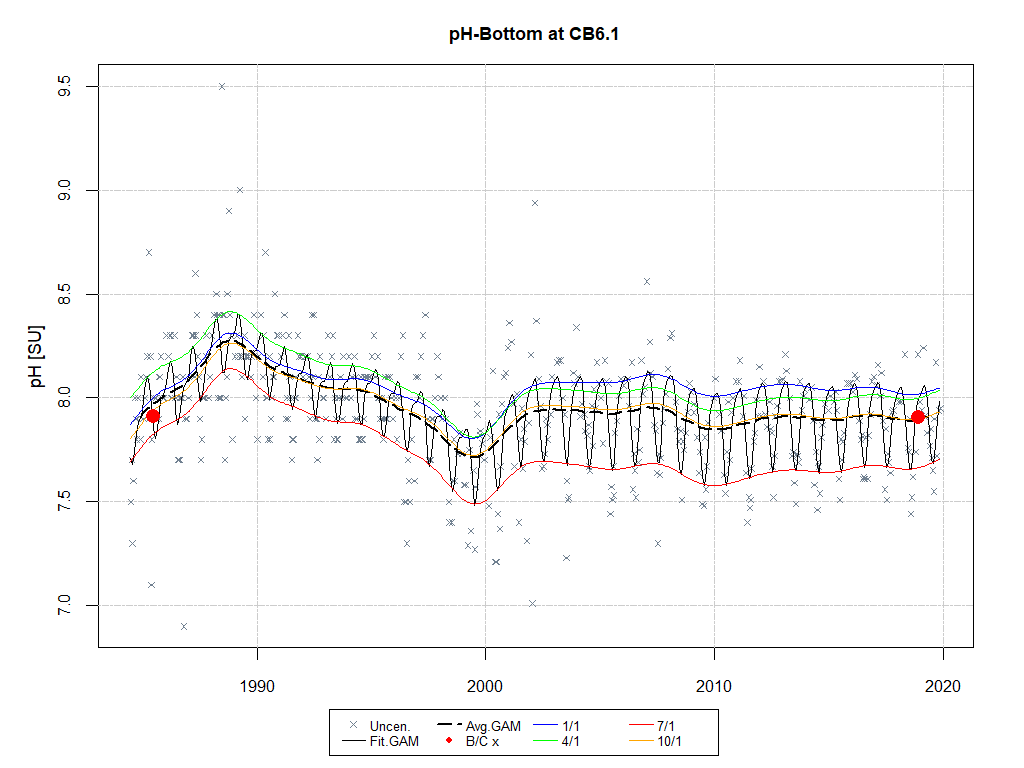 pH-Bottom at CB6.1
pH [SU]
9.5
9.0
8.5
8.0
7.5
7.0
1990 2000 2010 2020
Uncen. Avg.GAM 1/1 7/1
Fit.GAM B/C x 4/1 10/1